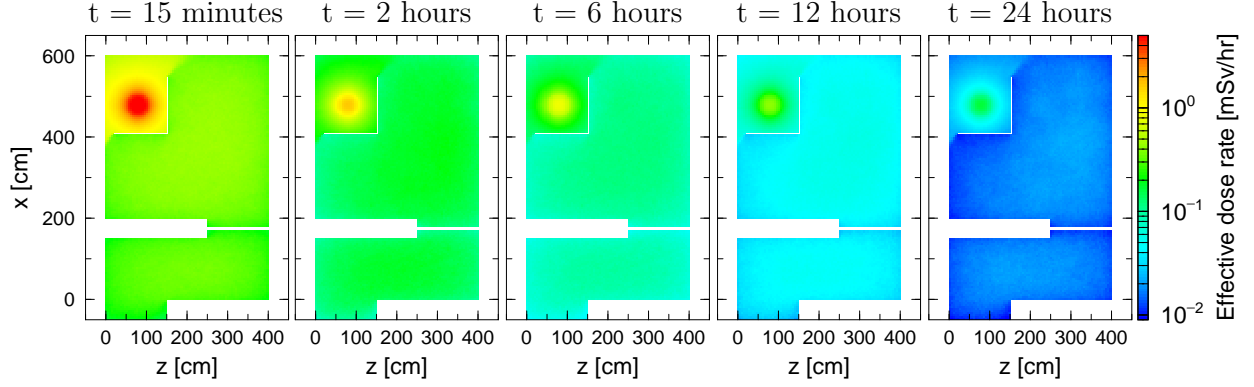 t = 15 minutes t = 2 hours t = 6 hours t = 12 hours t = 24 hours
600
400
200
0
x [cm]
0 100 200 300 400 0 100 200 300 400 0 100 200 300 400 0 100 200 300 400 0 100 200 300 400
z [cm] z [cm] z [cm] z [cm] z [cm]
10⁰
10⁻¹
10⁻²
Effective dose rate [mSv/hr]